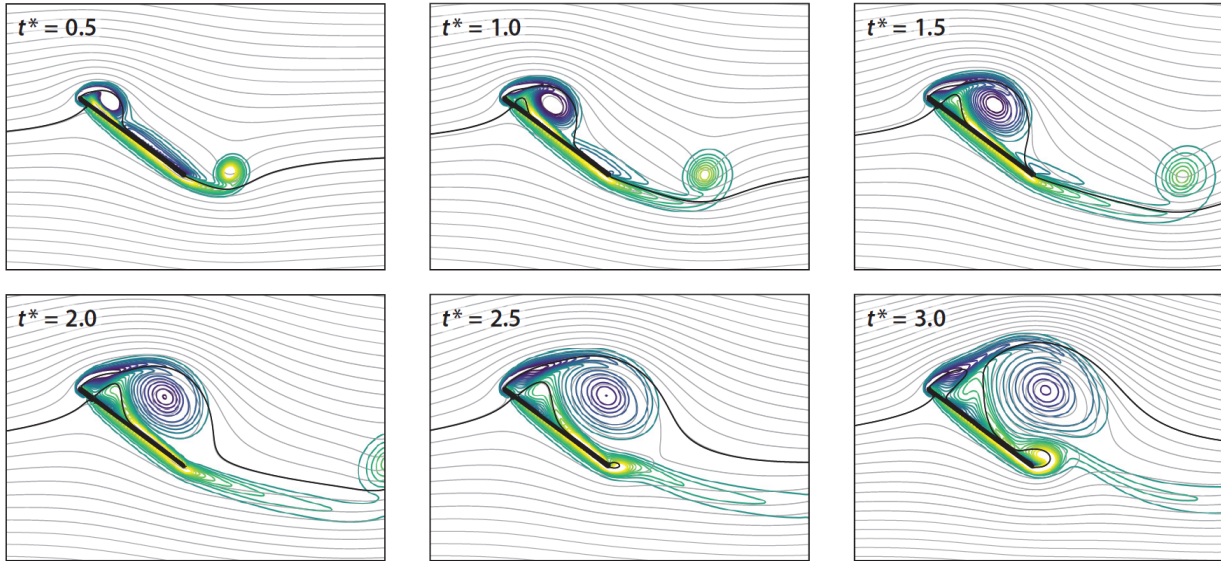 t* = 0.5
t* = 1.0
t* = 1.5
t* = 2.0
t* = 2.5
t* = 3.0